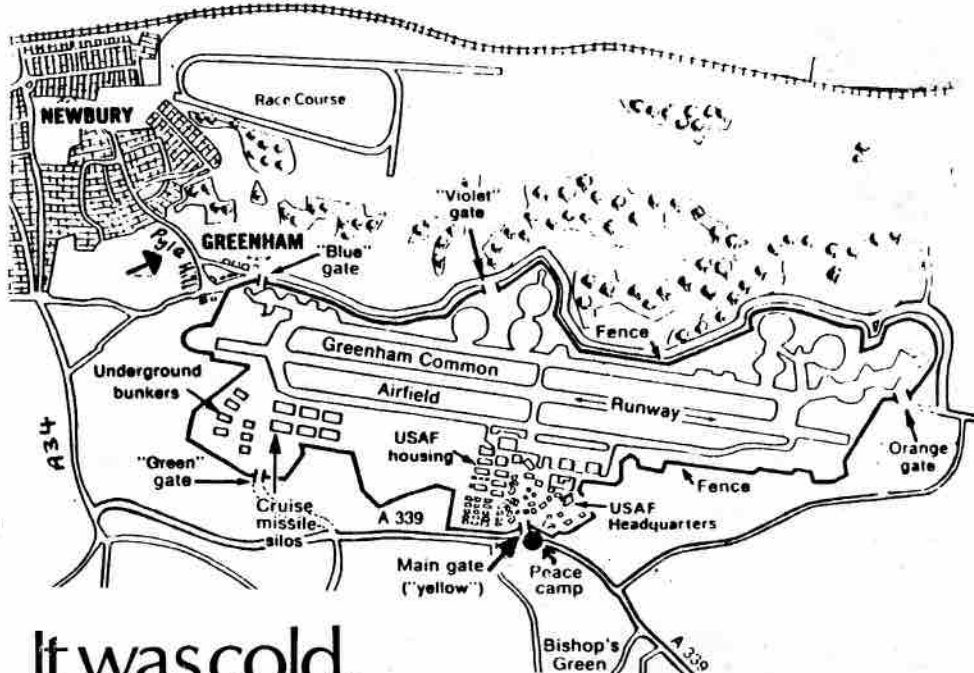 Race Course
NEWBURY
"Violet"
gate
GREENHAM
Pyle
"Blue"
gate
Fence
Greenham Common
Airfield
Runway
Underground
bunkers
USAF
housing
A34
"Green"
gate
Cruise
missile
silos
A 339
Orange
gate
Fence
USAF
Headquarters
Main gate
("yellow")
Peace
camp
Bishop's
Green
A 339
It was cold